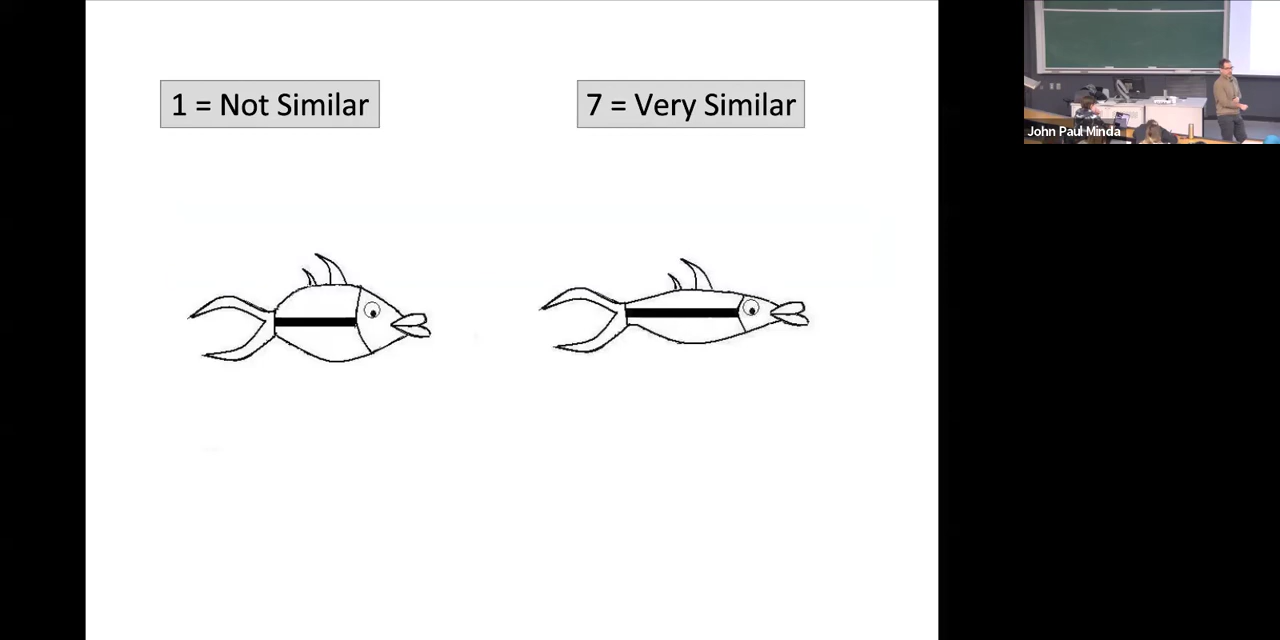 1 = Not Similar
7 = Very Similar
John Paul Minda